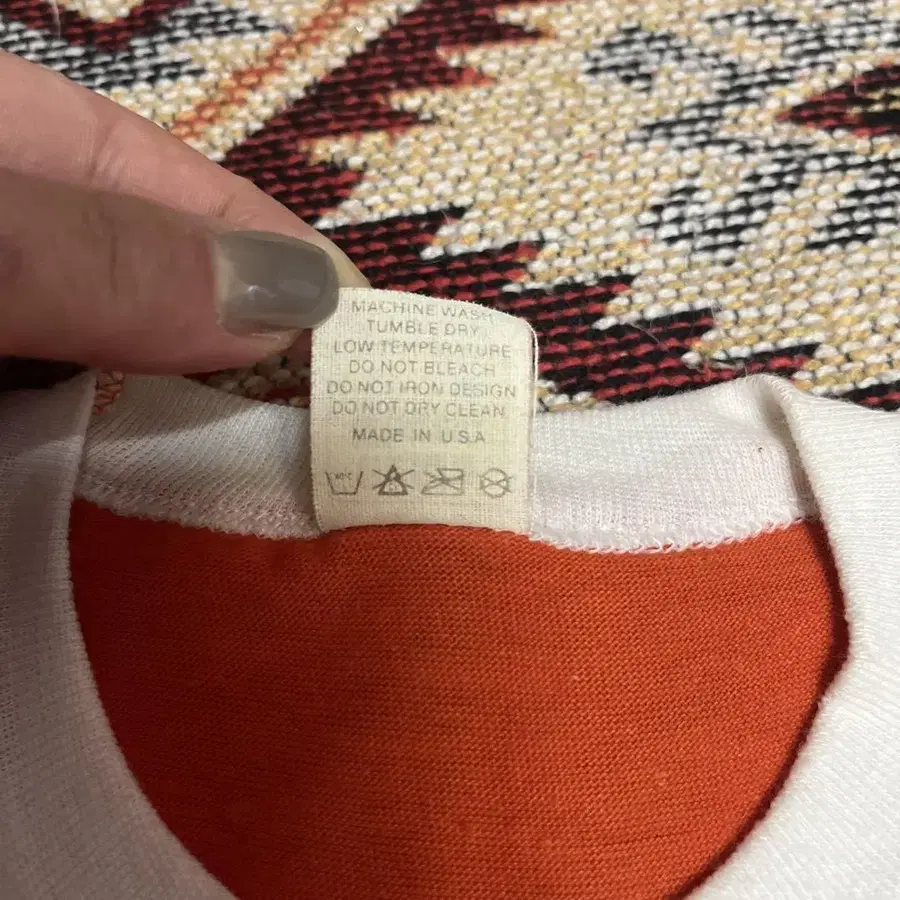 MACHINE WASH
TUMBLE DRY
LOW TEMPERATURE
DO NOT BLEACH
DO NOT IRON DESIGN
DO NOT DRY CLEAN
MADE IN U.S.A